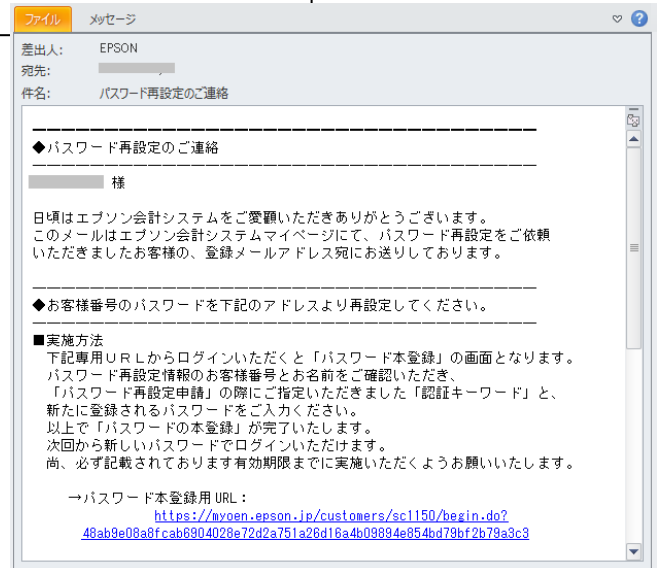 ファイル メッセージ
差出人: EPSON
宛先:
件名: パスワード再設定のご連絡
◆パスワード再設定のご連絡
様
日頃はエプソン会計システムをご愛顧いただきありがとうございます。
このメールはエプソン会計システムマイページにて、パスワード再設定をご依頼
いただきましたお客様の、登録メールアドレス宛にお送りしております。
◆お客様番号のパスワードを下記のアドレスより再設定してください。
■実施方法
下記専用URLからログインいただくと「パスワード本登録」の画面となります。
パスワード再設定情報のお客様番号とお名前をご確認いただき、
「パスワード再設定申請」の際にご指定いただきました「認証キーワード」と、
新たに登録されるパスワードをご入力ください。
以上で「パスワードの本登録」が完了いたします。
次回から新しいパスワードでログインいただけます。
尚、必ず記載されております有効期限までに実施いただくようお願いいたします。
→パスワード本登録用URL:
https://myoen.epson.jp/customers/sc1150/begin.do?
48ab9e08a8fcab6904028e72d2a751a26d16a4b09894e854bd79bf2b79a3c3